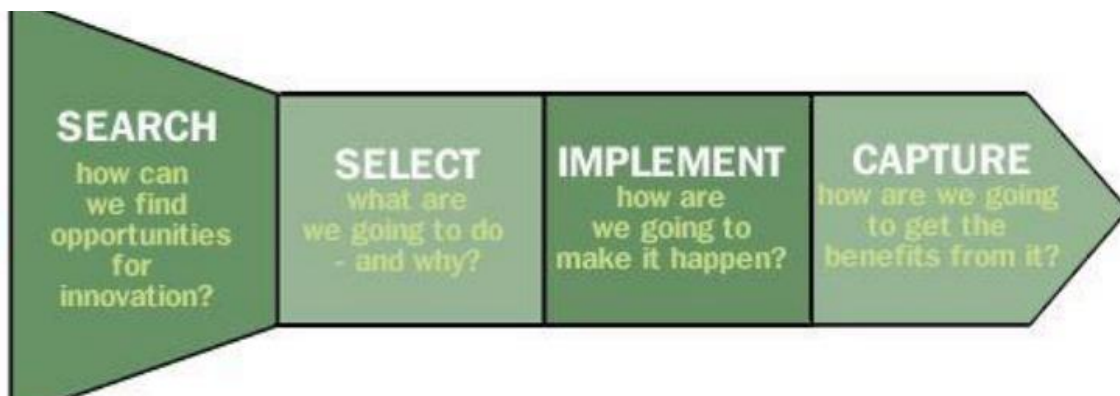 SEARCH
how can
we find
opportunities
for
innovation?
SELECT
what are
we going to do
- and why?
IMPLEMENT
how are
we going to
make it happen?
CAPTURE
how are we going
to get the
benefits from it?